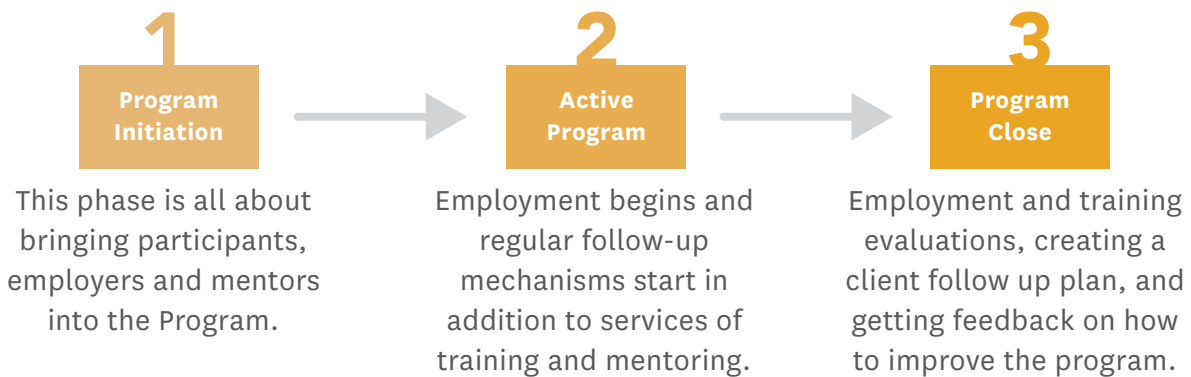 1
Program
Initiation
This phase is all about
bringing participants,
employers and mentors
into the Program.
2
Active
Program
Employment begins and
regular follow-up
mechanisms start in
addition to services of
training and mentoring.
3
Program
Close
Employment and training
evaluations, creating a
client follow up plan, and
getting feedback on how
to improve the program.